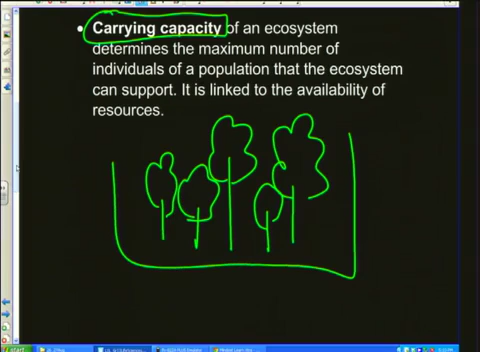 • Carrying capacity of an ecosystem
determines the maximum number of
individuals of a population that the ecosystem
can support. It is linked to the availability of
resources.